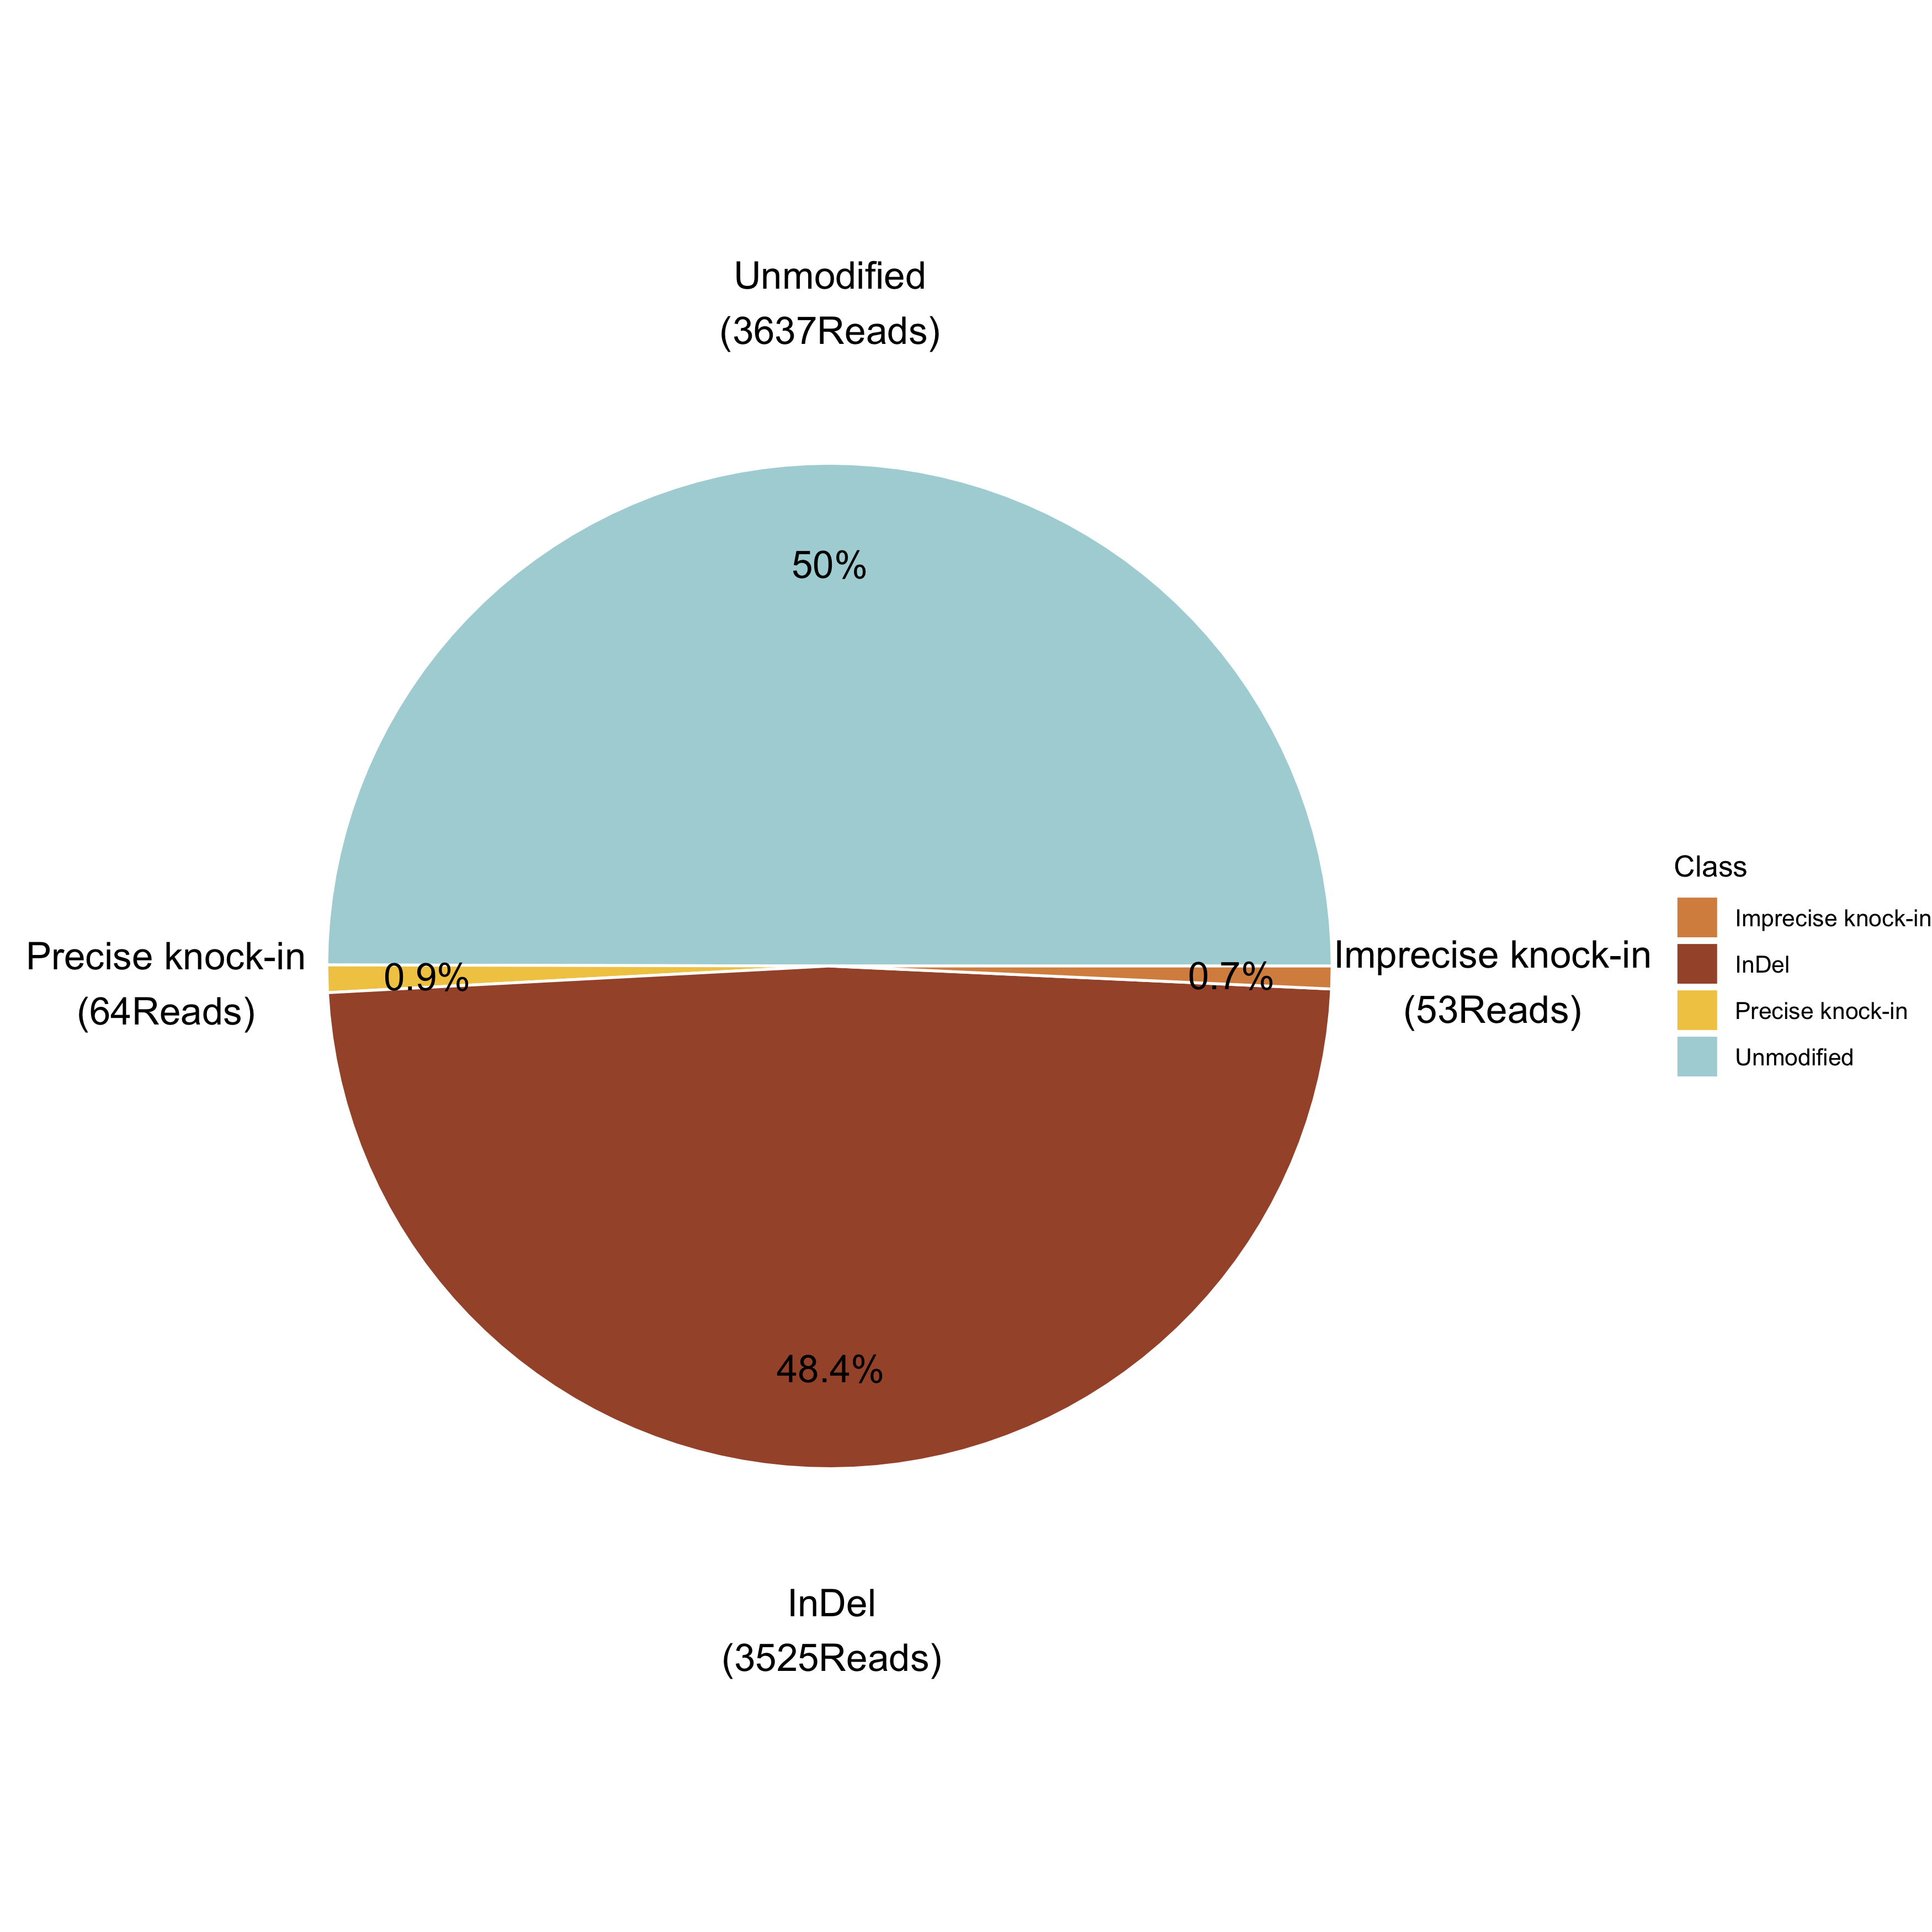 Unmodified
(3637Reads)
50%
Precise knock-in
(64Reads)
0.9%
0.7%
Imprecise knock-in
(53Reads)
48.4%
InDel
(3525Reads)
Class
Imprecise knock-in
InDel
Precise knock-in
Unmodified